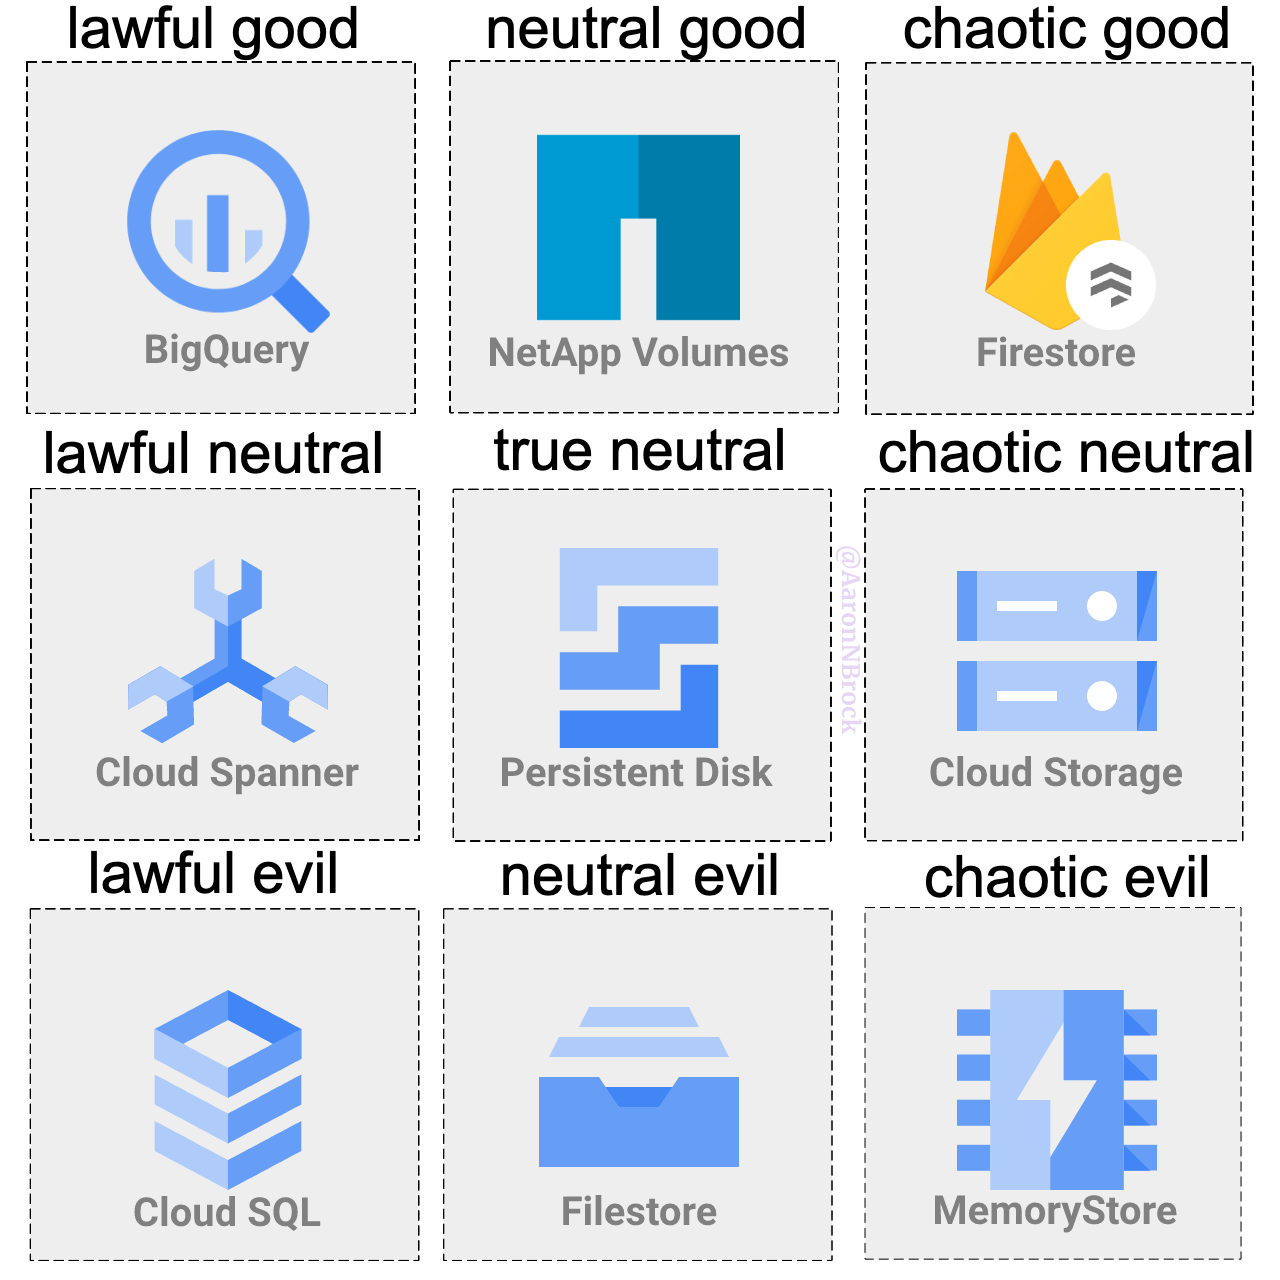 lawful good
neutral good
chaotic good
BigQuery
NetApp Volumes
Firestore
lawful neutral
true neutral
chaotic neutral
@AaronNBrock
Cloud Spanner
Persistent Disk
Cloud Storage
lawful evil
neutral evil
chaotic evil
Cloud SQL
Filestore
MemoryStore